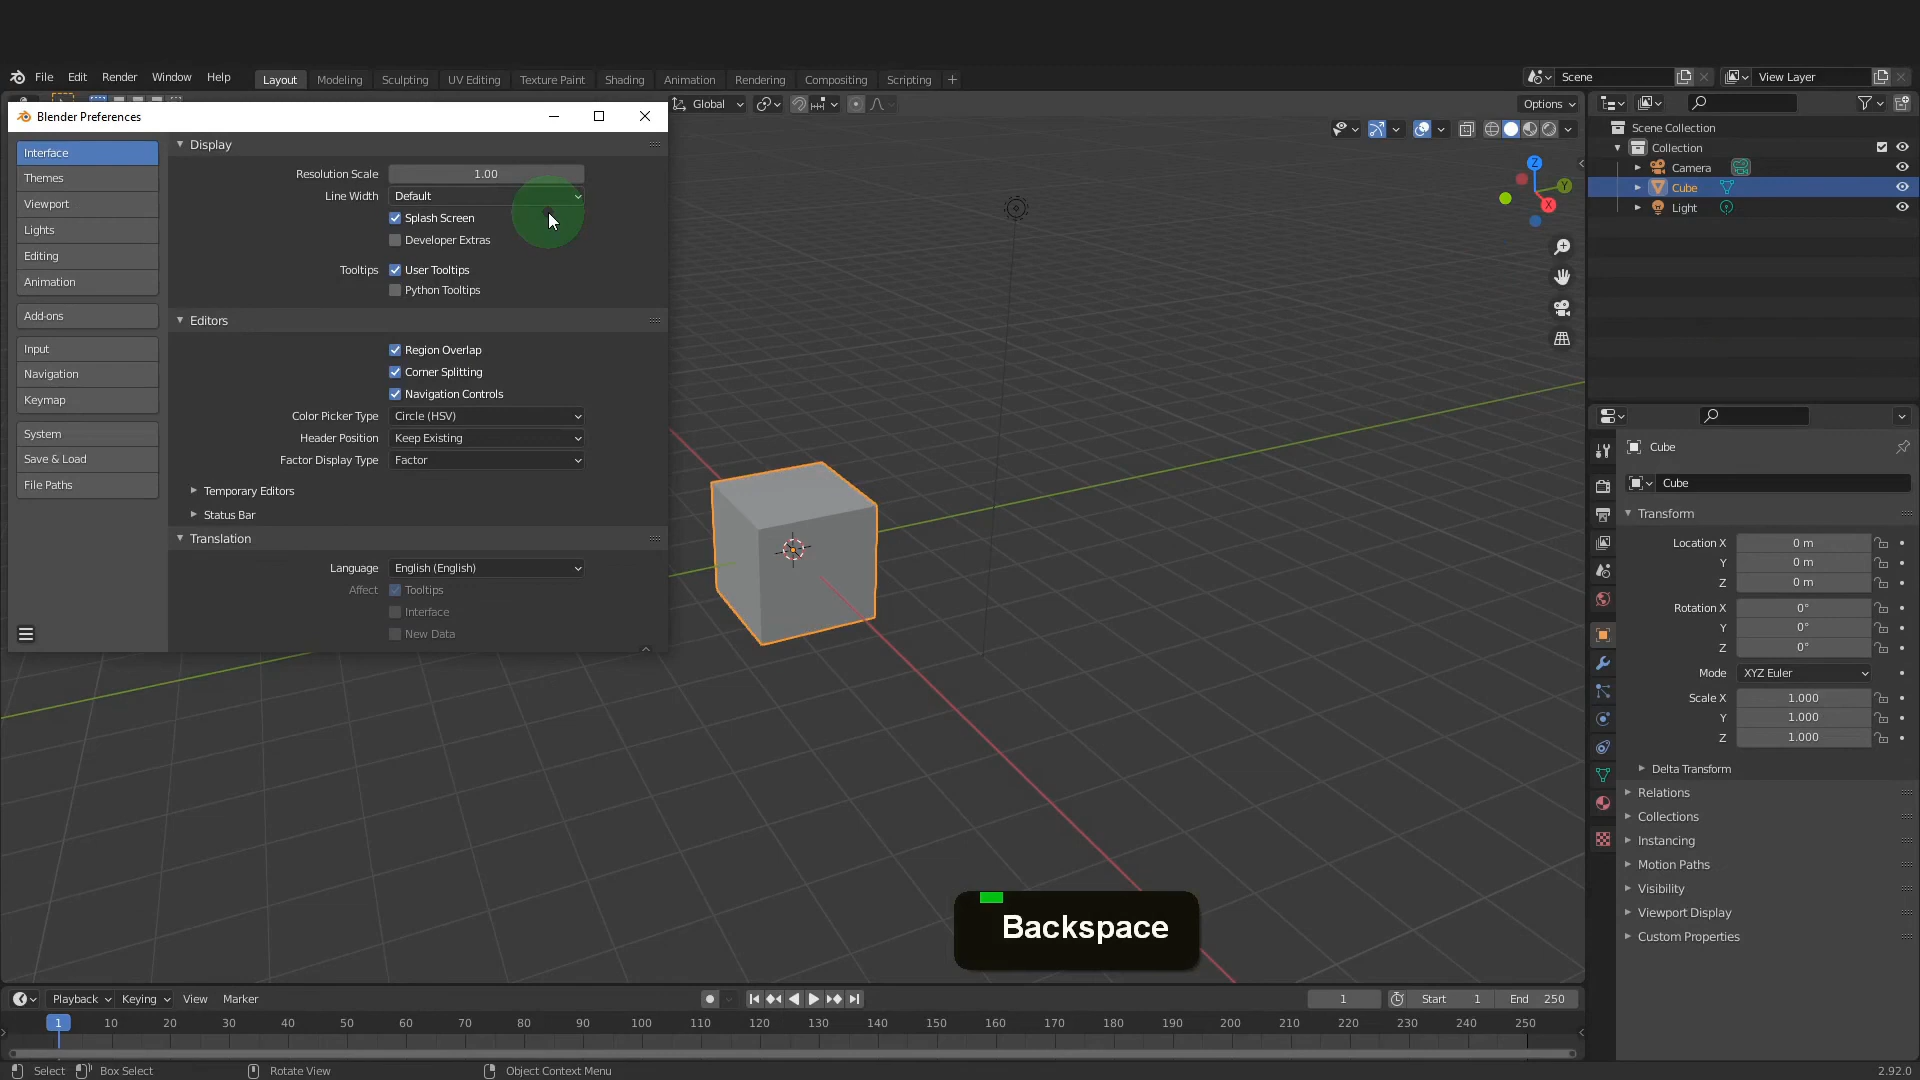 File Edit Render Window Help Layout Modeling Sculpting UV Editing Texture Paint Shading Animation Rendering Compositing Scripting + Scene View Layer
Global Options
Blender Preferences
Interface
Themes
Viewport
Lights
Editing
Animation
Add-ons
Input
Navigation
Keymap
System
Save & Load
File Paths
Display
Resolution Scale 1.00
Line Width Default
Splash Screen
Developer Extras
Tooltips User Tooltips
Python Tooltips
Editors
Region Overlap
Corner Splitting
Navigation Controls
Color Picker Type Circle (HSV)
Header Position Keep Existing
Factor Display Type Factor
Temporary Editors
Status Bar
Translation
Language English (English)
Affect Tooltips
Interface
New Data
Z
Y
X
Backspace
Scene Collection
Collection
Camera
Cube
Light
Cube
Cube
Transform
Location X 0 m
Y 0 m
Z 0 m
Rotation X 0°
Y 0°
Z 0°
Mode XYZ Euler
Scale X 1.000
Y 1.000
Z 1.000
Delta Transform
Relations
Collections
Instancing
Motion Paths
Visibility
Viewport Display
Custom Properties
Playback Keying View Marker 1 Start 1 End 250
1 10 20 30 40 50 60 70 80 90 100 110 120 130 140 150 160 170 180 190 200 210 220 230 240 250
Select Box Select Rotate View Object Context Menu 2.92.0